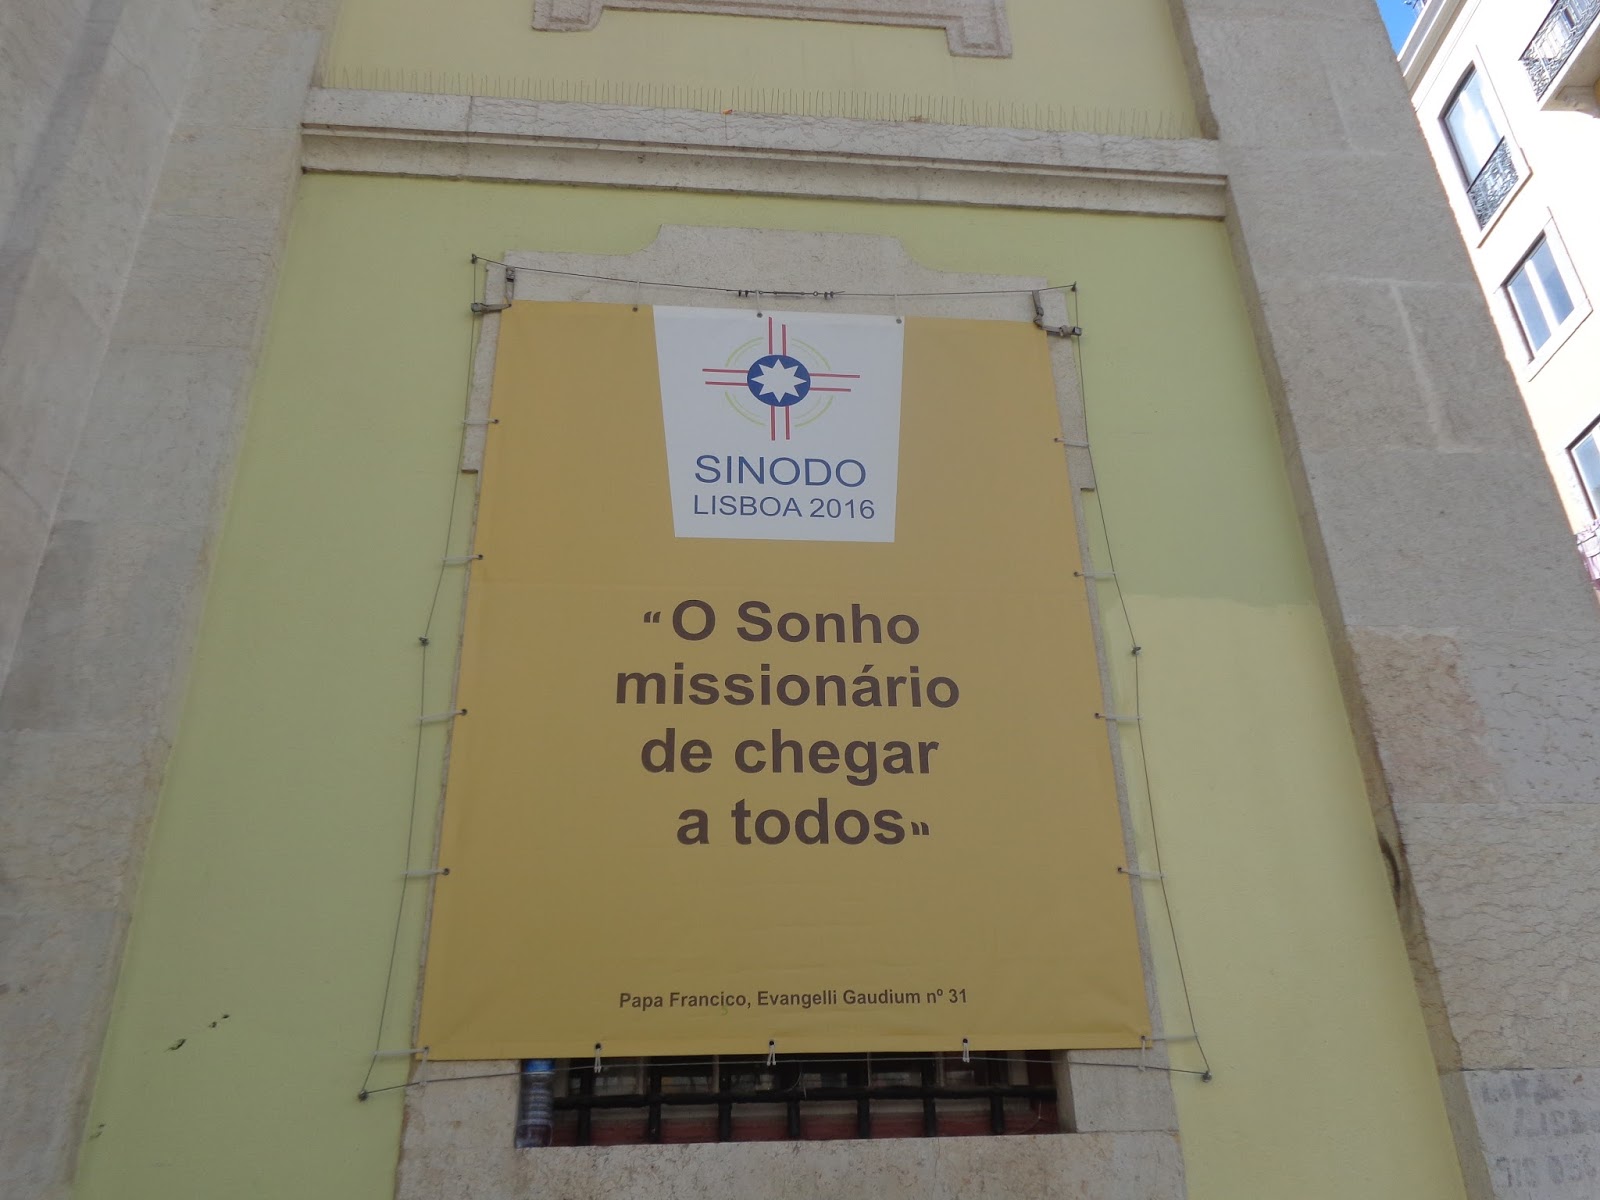 SINODO
LISBOA 2016
“O Sonho
missionário
de chegar
a todos”
Papa Francico, Evangelli Gaudium nº 31